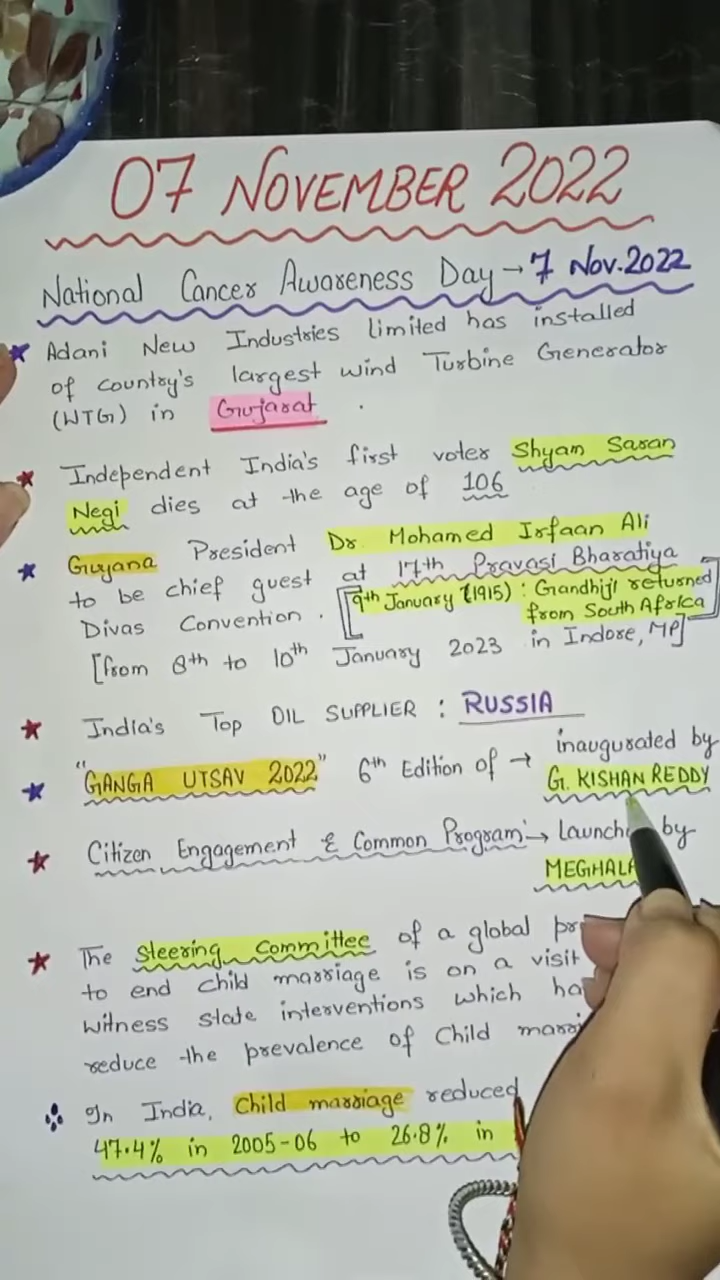 07 NOVEMBER 2022
National Cancer Awareness Day → 7 Nov. 2022
Adani New Industries limited has installed
of country's largest wind Turbine Generator
(WTG) in Gujarat .
Independent India's first voter Shyam Saran
Negi dies at the age of 106
Guyana President Dr. Mohamed Irfaan Ali
to be chief guest at 17th Pravasi Bharatiya
Divas Convention . [9th January (1915) : Gandhiji returned
from South Africa]
[from 8th to 10th January 2023 in Indore, MP]
India's Top OIL SUPPLIER : RUSSIA
"GANGA UTSAV 2022" 6th Edition of → inaugurated by
G. KISHAN REDDY
Citizen Engagement & Common Program: → Launch by
MEGHALA
The Steering Committee of a global
to end child marriage is on a visit
witness state interventions which
reduce the prevalence of Child
In India, Child marriage reduced
47.4% in 2005-06 to 26.8% in